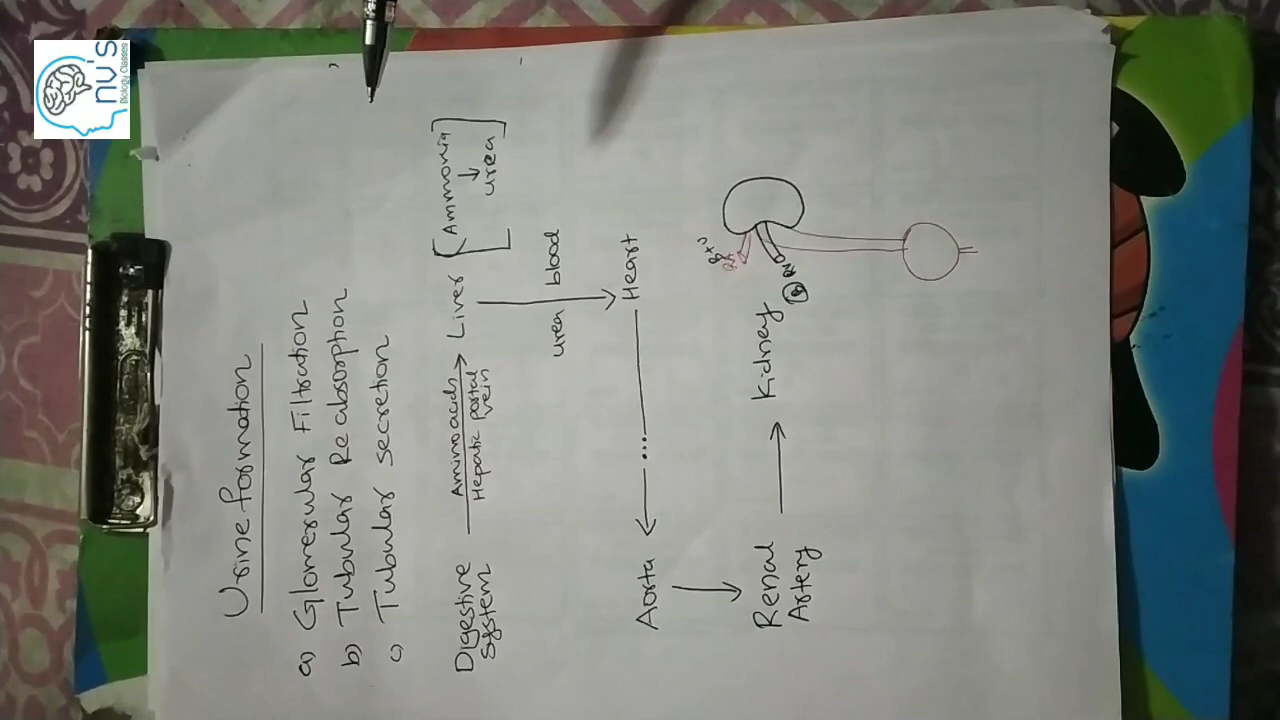 nv's
Biology Classes
Urine formation
a) Glomerular Filtration
b) Tubular Reabsorption
c) Tubular secretion
Digestive system
Amino acids
Hepatic portal vein
Liver
[Ammonia
↓
urea]
urea blood
Heart
...
Aorta
Renal Artery
Kidney